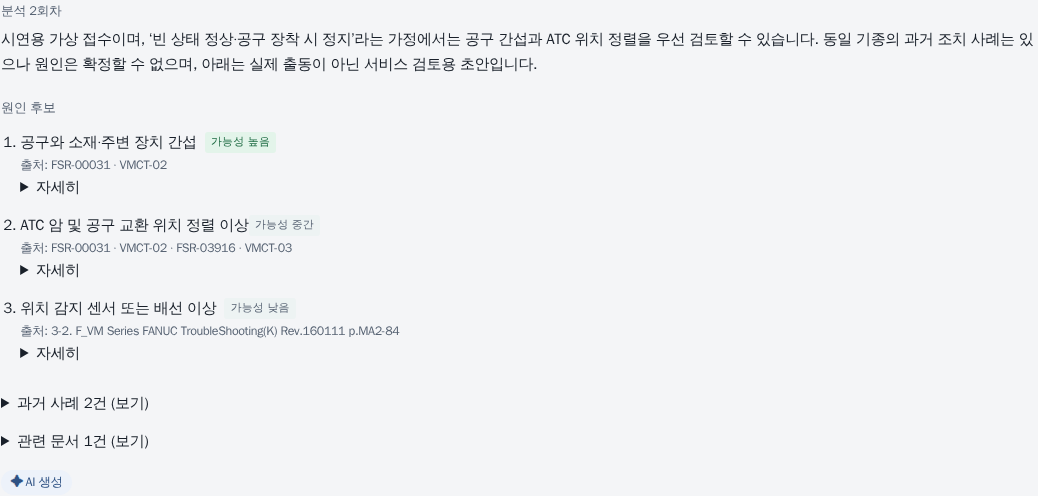 분석 2회차
시연용 가상 접수이며, ‘빈 상태 정상·공구 장착 시 정지’라는 가정에서는 공구 간섭과 ATC 위치 정렬을 우선 검토할 수 있습니다. 동일 기종의 과거 조치 사례는 있
으나 원인은 확정할 수 없으며, 아래는 실제 출동이 아닌 서비스 검토용 초안입니다.
원인 후보
1. 공구와 소재·주변 장치 간섭 가능성 높음
출처: FSR-00031 · VMCT-02
▶ 자세히
2. ATC 암 및 공구 교환 위치 정렬 이상 가능성 중간
출처: FSR-00031 · VMCT-02 · FSR-03916 · VMCT-03
▶ 자세히
3. 위치 감지 센서 또는 배선 이상 가능성 낮음
출처: 3-2. F_VM Series FANUC TroubleShooting(K) Rev.160111 p.MA2-84
▶ 자세히
▶ 과거 사례 2건 (보기)
▶ 관련 문서 1건 (보기)
AI 생성